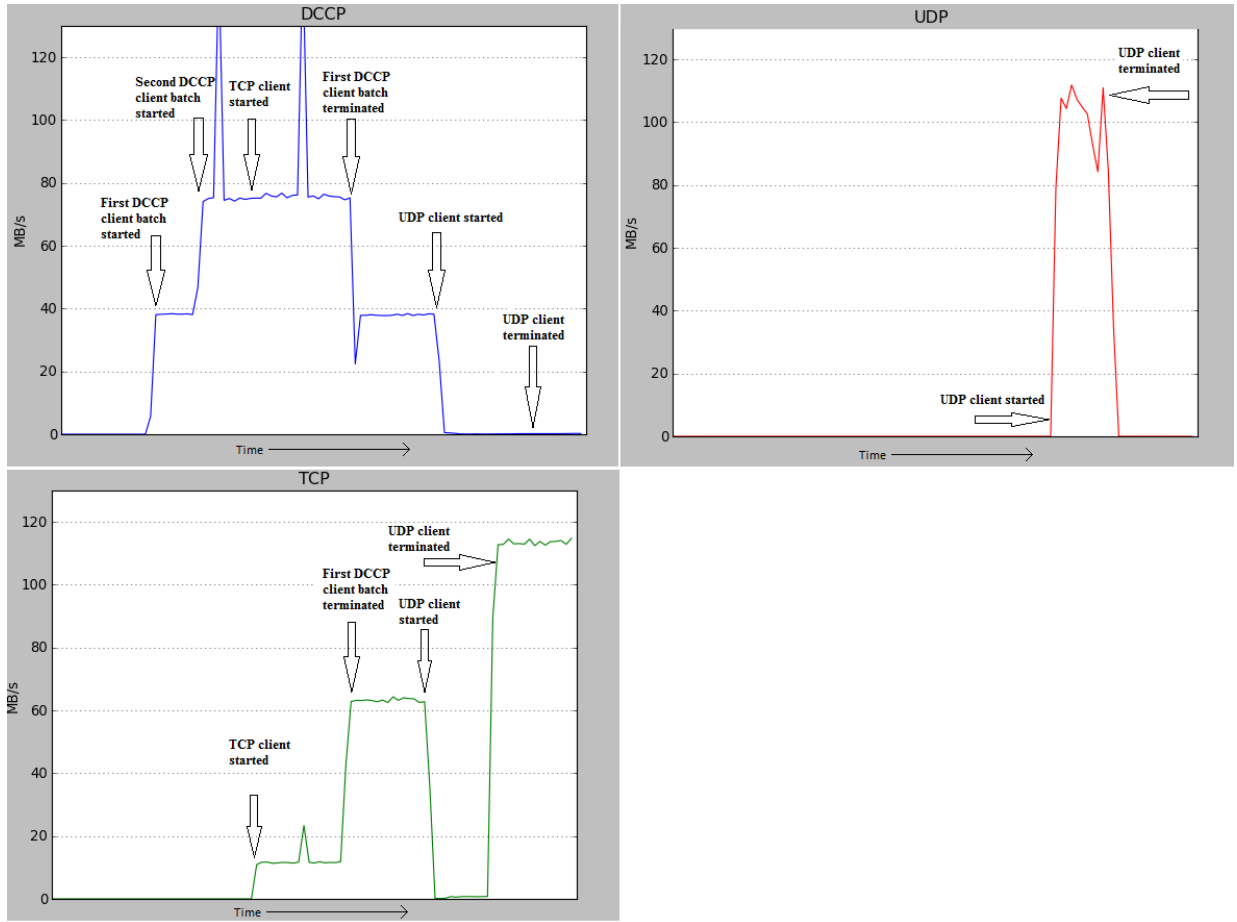 DCCP
120
100
80
60
40
20
0
MB/s
First DCCP
client batch
started
Second DCCP
client batch
started
TCP client
started
First DCCP
client batch
terminated
UDP client started
UDP client
terminated
Time
UDP
120
100
80
60
40
20
0
MB/s
UDP client
terminated
UDP client started
Time
TCP
120
100
80
60
40
20
0
MB/s
TCP client
started
First DCCP
client batch
terminated
UDP client
started
UDP client
terminated
Time